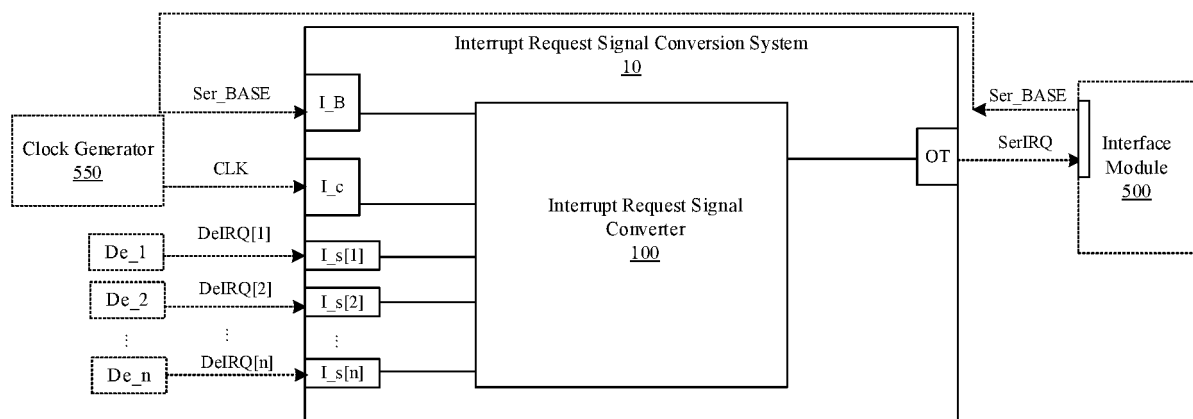 Interrupt Request Signal Conversion System
10
Ser_BASE
I_B
Clock Generator
550
CLK
I_c
De_1
DeIRQ[1]
I_s[1]
De_2
DeIRQ[2]
I_s[2]
⋮
⋮
⋮
De_n
DeIRQ[n]
I_s[n]
Interrupt Request Signal
Converter
100
OT
Ser_BASE
SerIRQ
Interface
Module
500